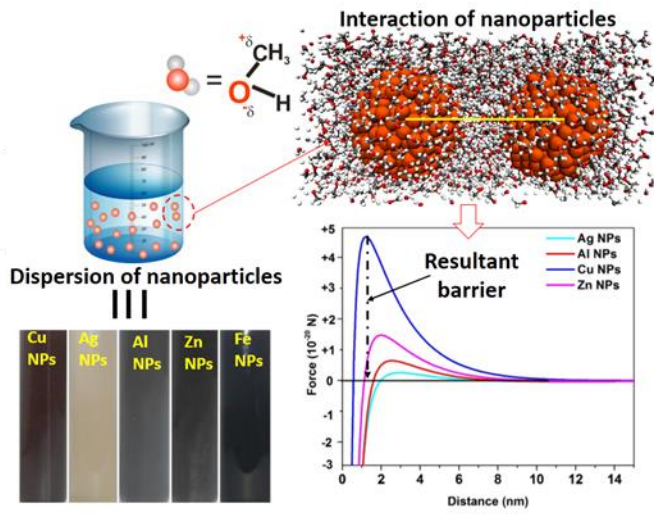 Interaction of nanoparticles
+δ
CH3
= O
H
-δ
Dispersion of nanoparticles
Cu NPs
Ag NPs
Al NPs
Zn NPs
Fe NPs
Resultant
barrier
Ag NPs
Al NPs
Cu NPs
Zn NPs
Force (10⁻²⁰ N)
+5
+4
+3
+2
+1
0
-1
-2
-3
0 2 4 6 8 10 12 14
Distance (nm)